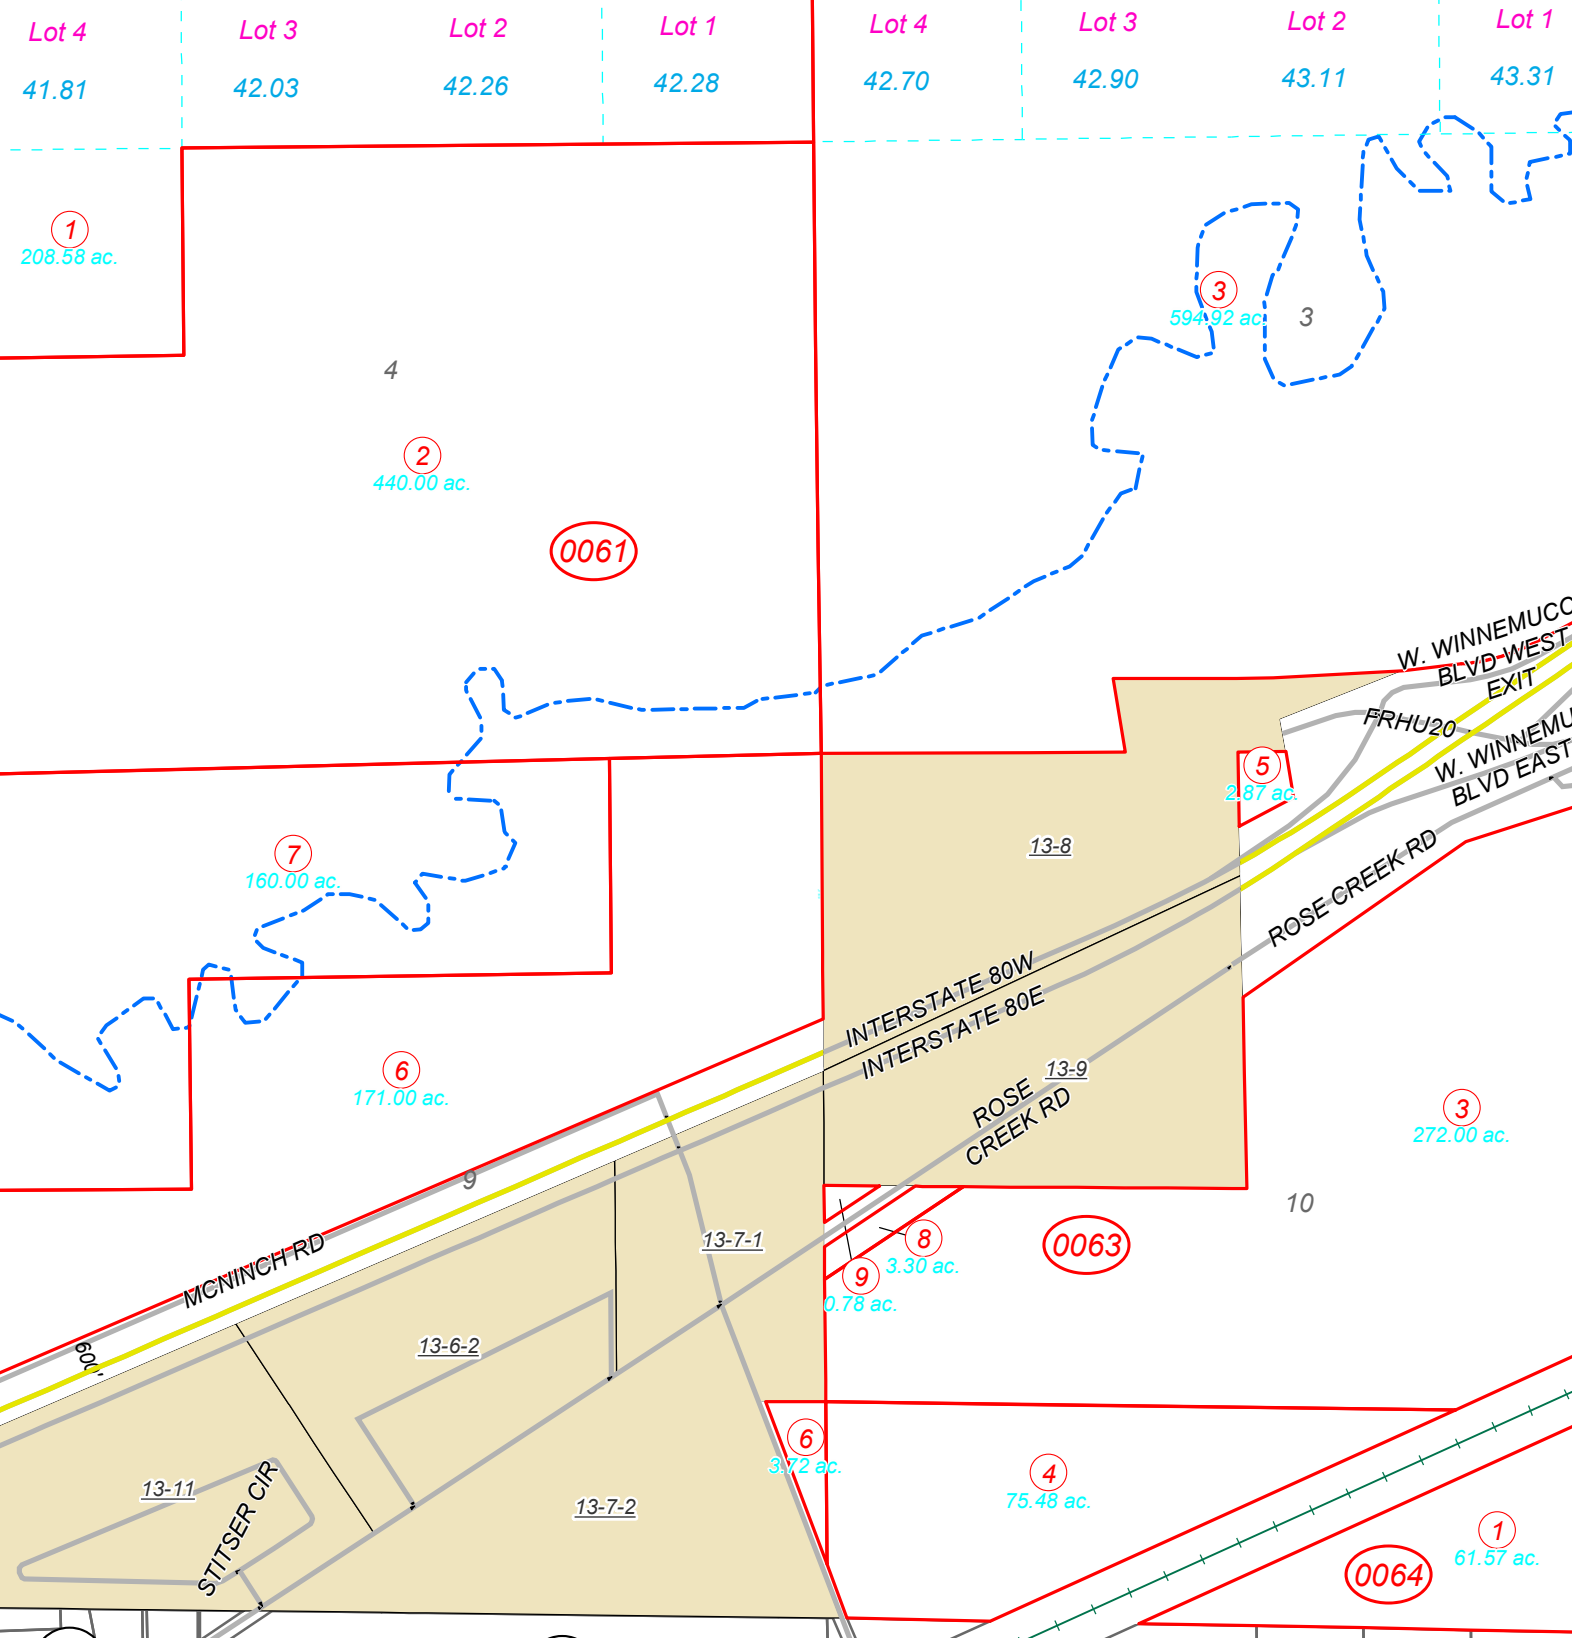 Lot 4
Lot 3
Lot 2
Lot 1
Lot 4
Lot 3
Lot 2
Lot 1
41.81
42.03
42.26
42.28
42.70
42.90
43.11
43.31
1
208.58 ac.
3
594.92 ac.
3
4
2
440.00 ac.
0061
W. WINNEMUCC
BLVD WEST
EXIT
FRHU20
W. WINNEMU
BLVD EAST
5
2.87 ac.
7
160.00 ac.
13-8
ROSE CREEK RD
INTERSTATE 80W
INTERSTATE 80E
6
171.00 ac.
13-9
ROSE
CREEK RD
3
272.00 ac.
9
10
MCNINCH RD
600'
13-7-1
8
3.30 ac.
0063
9
0.78 ac.
13-6-2
6
3.72 ac.
4
75.48 ac.
13-11
STITSER CIR
13-7-2
1
61.57 ac.
0064